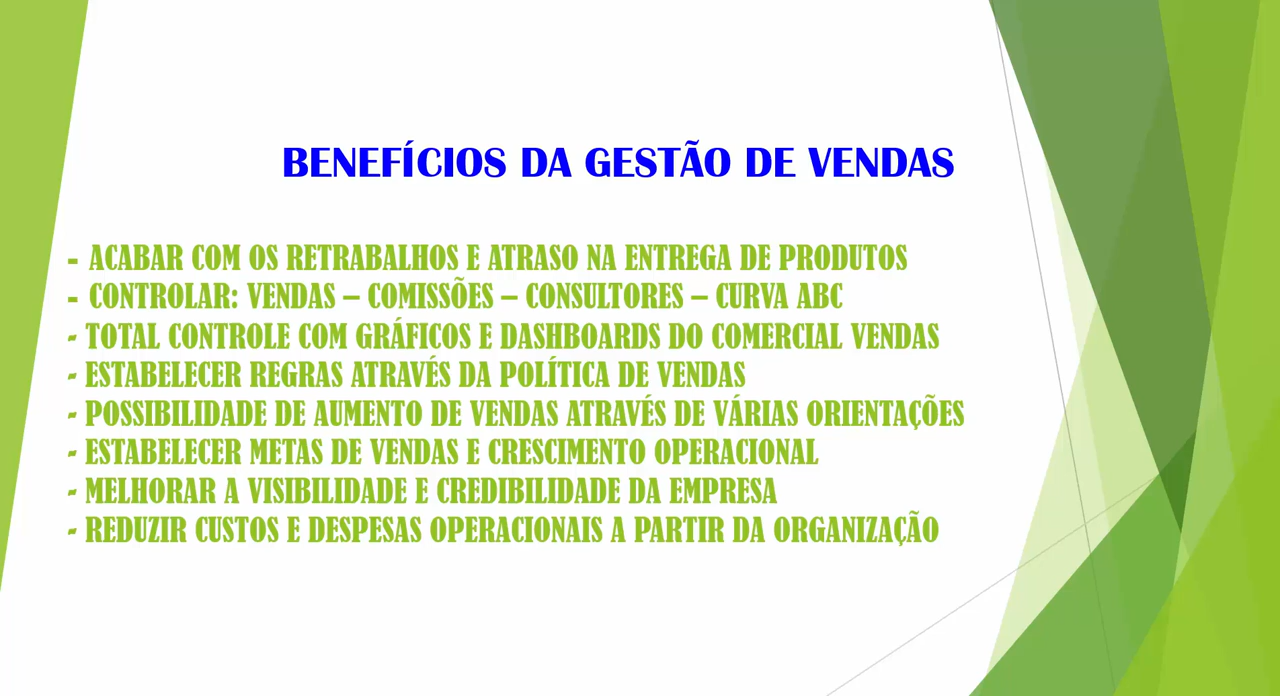 BENEFÍCIOS DA GESTÃO DE VENDAS
- ACABAR COM OS RETRABALHOS E ATRASO NA ENTREGA DE PRODUTOS
- CONTROLAR: VENDAS – COMISSÕES – CONSULTORES – CURVA ABC
- TOTAL CONTROLE COM GRÁFICOS E DASHBOARDS DO COMERCIAL VENDAS
- ESTABELECER REGRAS ATRAVÉS DA POLÍTICA DE VENDAS
- POSSIBILIDADE DE AUMENTO DE VENDAS ATRAVÉS DE VÁRIAS ORIENTAÇÕES
- ESTABELECER METAS DE VENDAS E CRESCIMENTO OPERACIONAL
- MELHORAR A VISIBILIDADE E CREDIBILIDADE DA EMPRESA
- REDUZIR CUSTOS E DESPESAS OPERACIONAIS A PARTIR DA ORGANIZAÇÃO